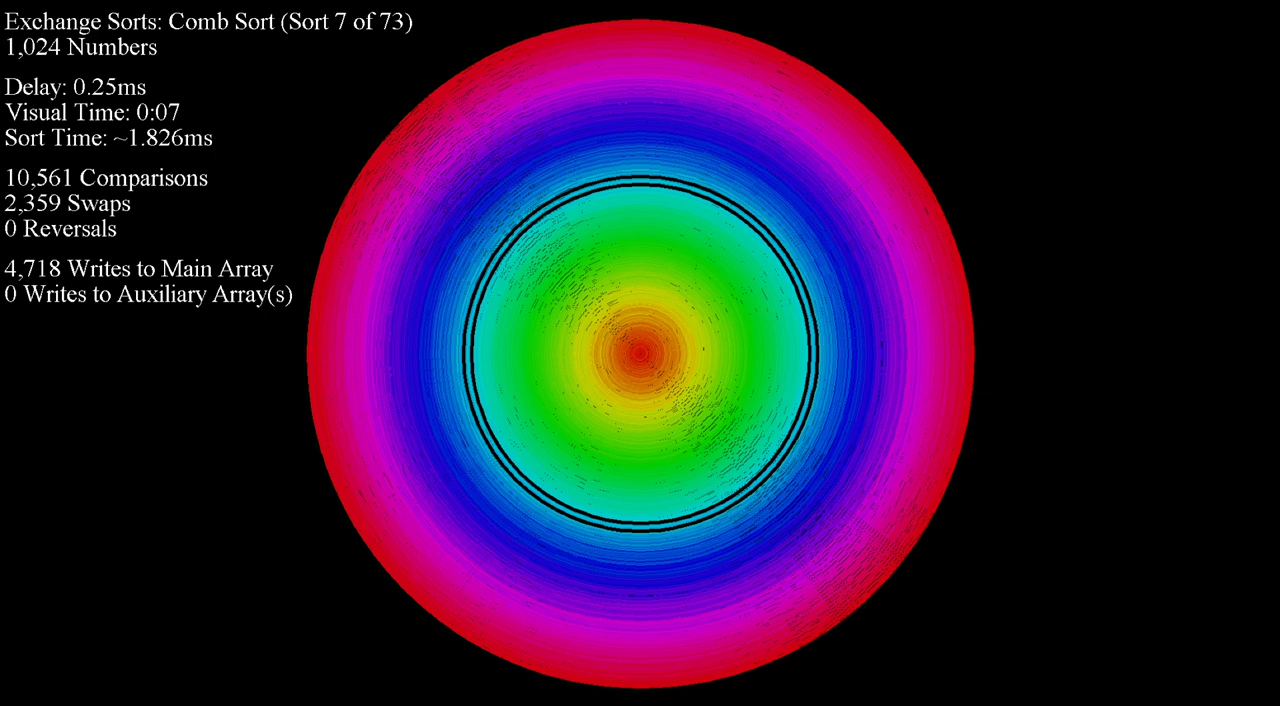 Exchange Sorts: Comb Sort (Sort 7 of 73)
1,024 Numbers
Delay: 0.25ms
Visual Time: 0:07
Sort Time: ~1.826ms
10,561 Comparisons
2,359 Swaps
0 Reversals
4,718 Writes to Main Array
0 Writes to Auxiliary Array(s)